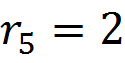 r₅ = 2